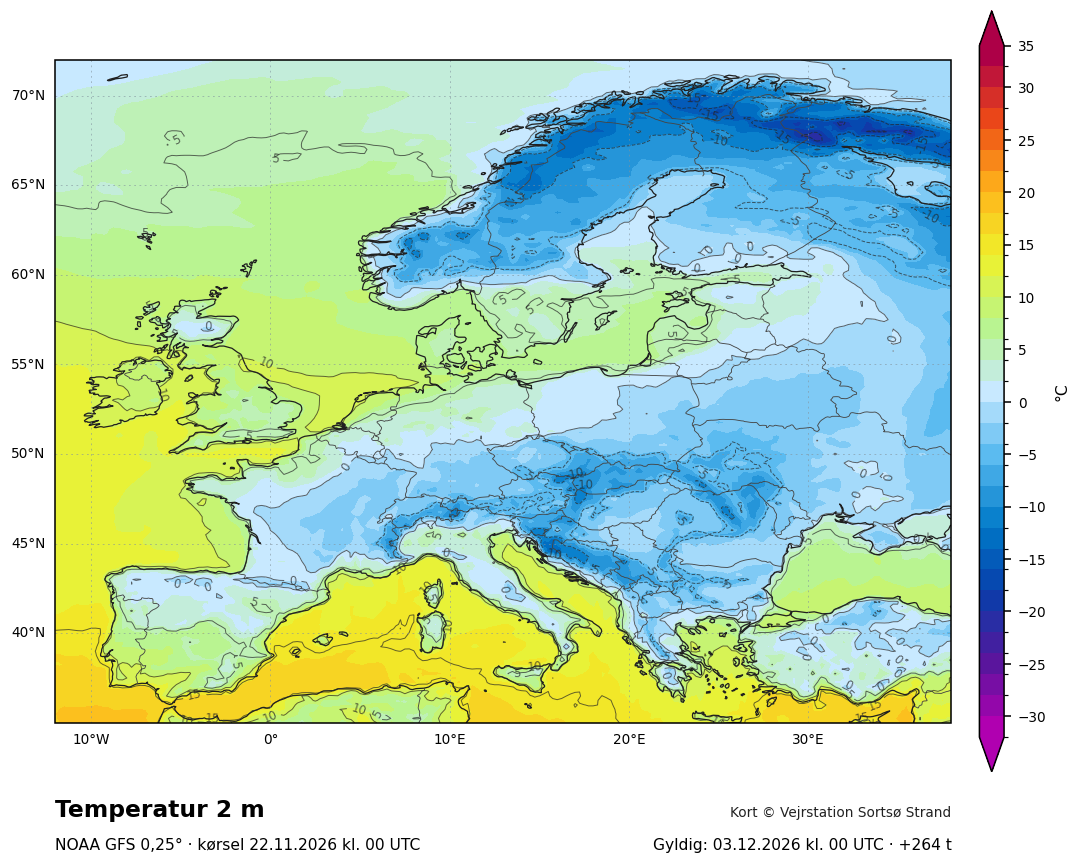 35
30
25
20
15
10
5
0
−5
−10
−15
−20
−25
−30
°C
70°N
65°N
60°N
55°N
50°N
45°N
40°N
10°W
0°
10°E
20°E
30°E
Temperatur 2 m
Kort © Vejrstation Sortsø Strand
NOAA GFS 0,25° · kørsel 22.11.2026 kl. 00 UTC
Gyldig: 03.12.2026 kl. 00 UTC · +264 t